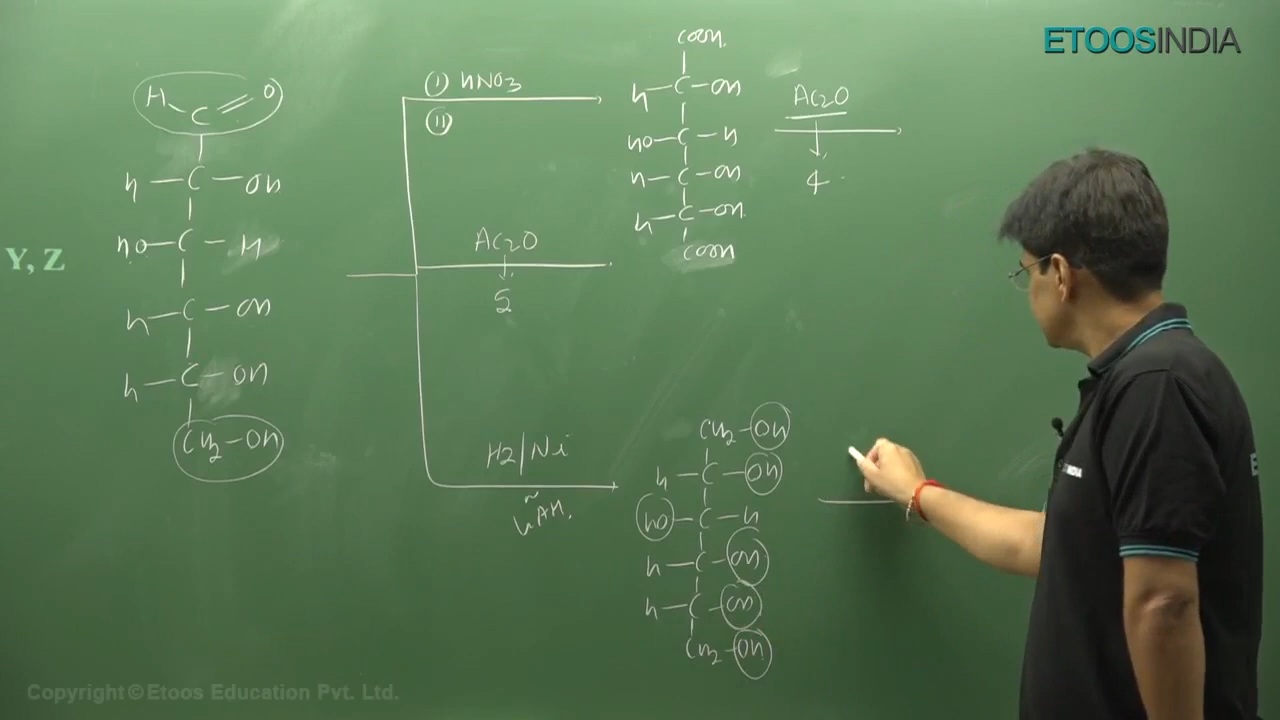 ETOOSINDIA
H C O
H — C — OH
HO — C — H
H — C — OH
H — C — OH
CH2 — OH
Y, Z
(I) HNO3
(II)
Ac2O
5
H2/Ni
COOH
H — C — OH
HO — C — H
H — C — OH
H — C — OH
COOH
Ac2O
4
CH2 — OH
H — C — OH
HO — C — H
H — C — OH
H — C — OH
CH2 — OH
INDIA
E
Copyright © Etoos Education Pvt. Ltd.